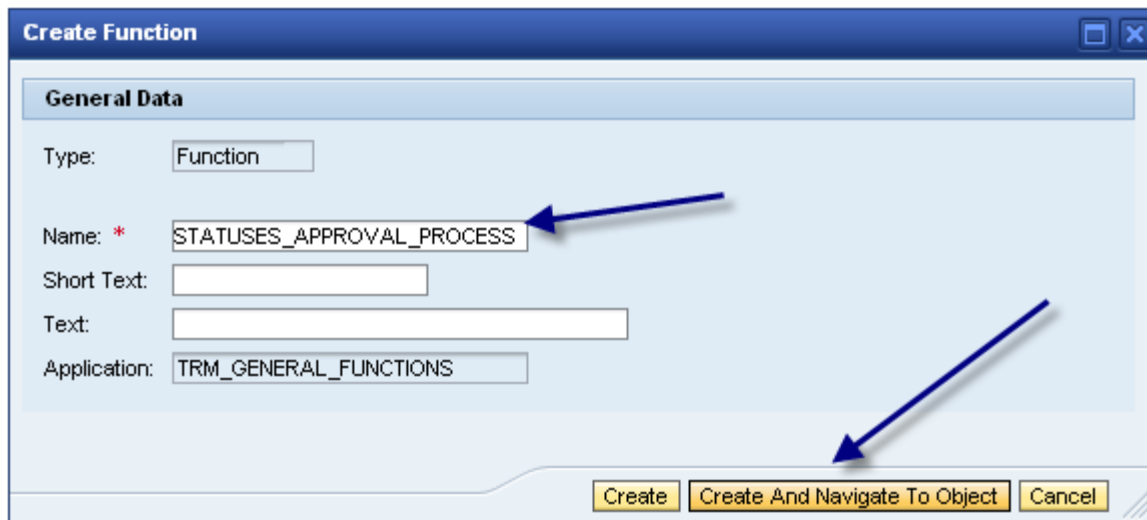 Create Function
General Data
Type: Function
Name: * STATUSES_APPROVAL_PROCESS
Short Text:
Text:
Application: TRM_GENERAL_FUNCTIONS
Create Create And Navigate To Object Cancel